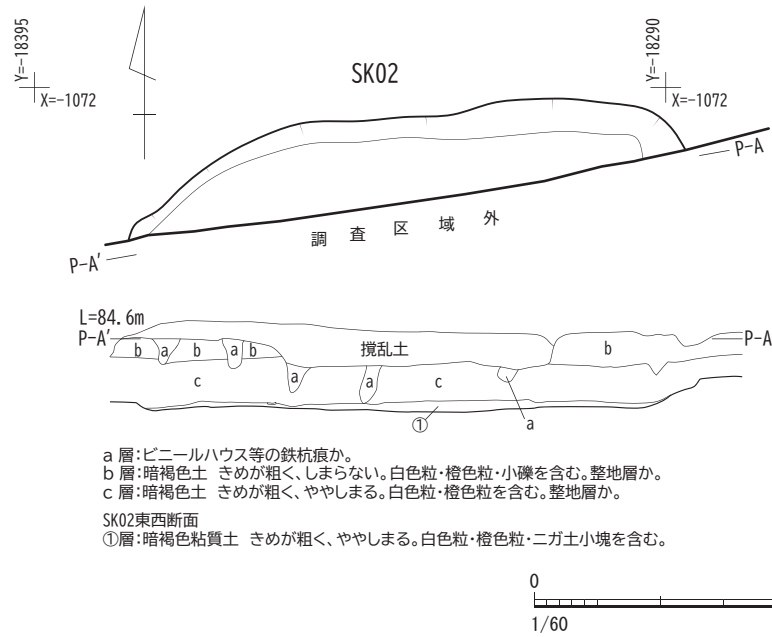 Y=-18395
X=-1072
SK02
Y=-18290
X=-1072
P-A
調査区域外
P-A'
L=84.6m
P-A'
P-A
b a b a b
撹乱土
b
a
a
c
c
①
a
a 層:ビニールハウス等の鉄杭痕か。
b 層:暗褐色土 きめが粗く、しまらない。白色粒・橙色粒・小礫を含む。整地層か。
c 層:暗褐色土 きめが粗く、ややしまる。白色粒・橙色粒を含む。整地層か。
SK02東西断面
①層:暗褐色粘質土 きめが粗く、ややしまる。白色粒・橙色粒・ニガ土小塊を含む。
0
1/60